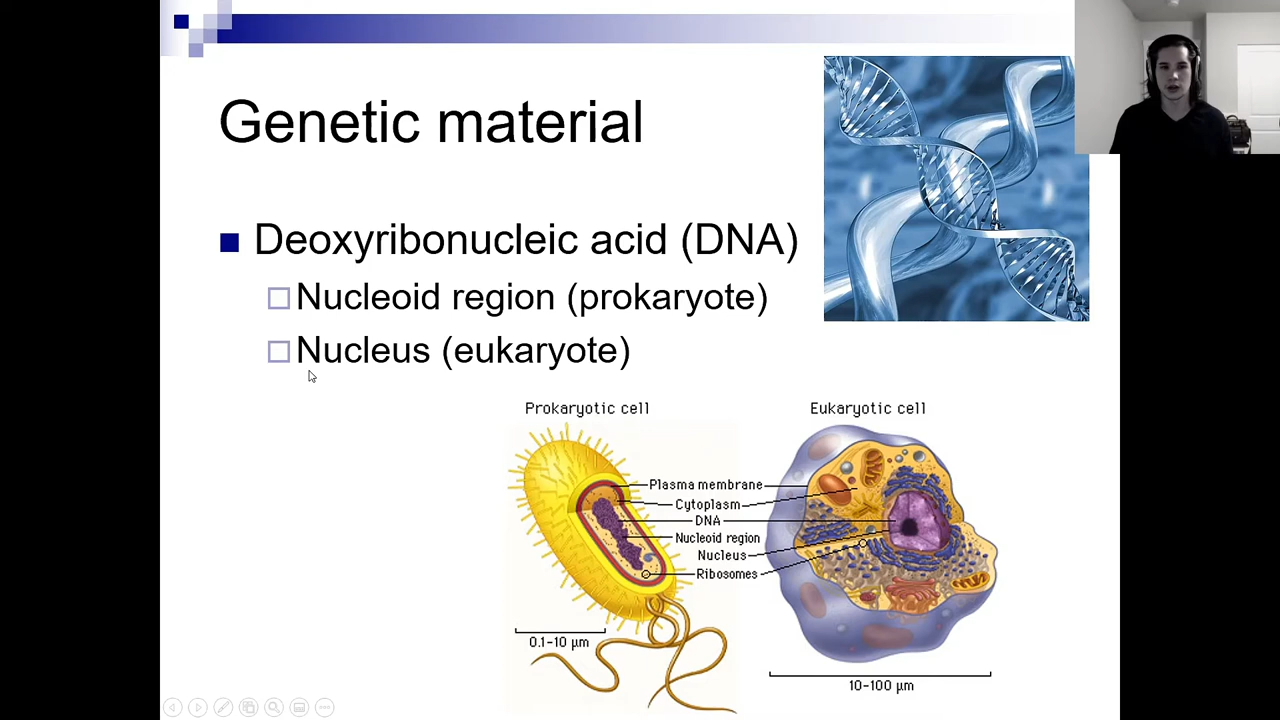 Genetic material
Deoxyribonucleic acid (DNA)
Nucleoid region (prokaryote)
Nucleus (eukaryote)
Prokaryotic cell
Eukaryotic cell
Plasma membrane
Cytoplasm
DNA
Nucleoid region
Nucleus
Ribosomes
0.1–10 µm
10–100 µm